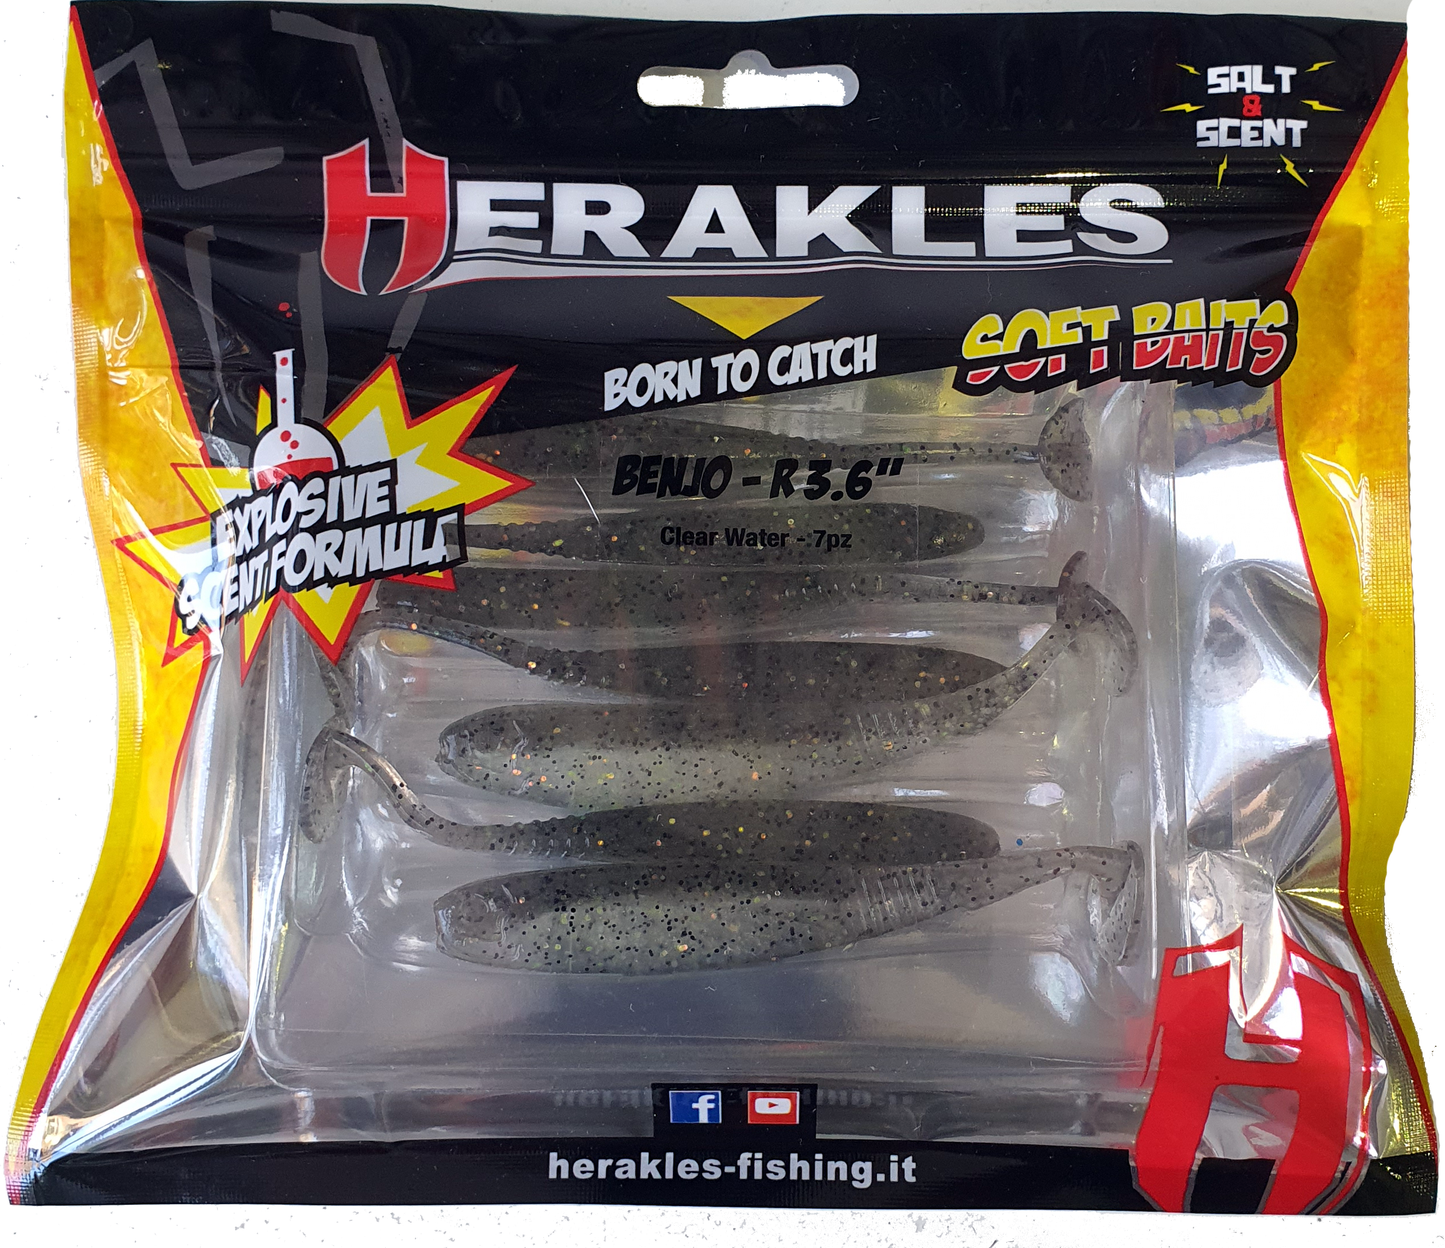 SALT
&
SCENT
HERAKLES
BORN TO CATCH
SOFT BAITS
EXPLOSIVE
SCENT FORMULA
BENJO - R 3.6"
Clear Water - 7pz
herakles-fishing.it
H